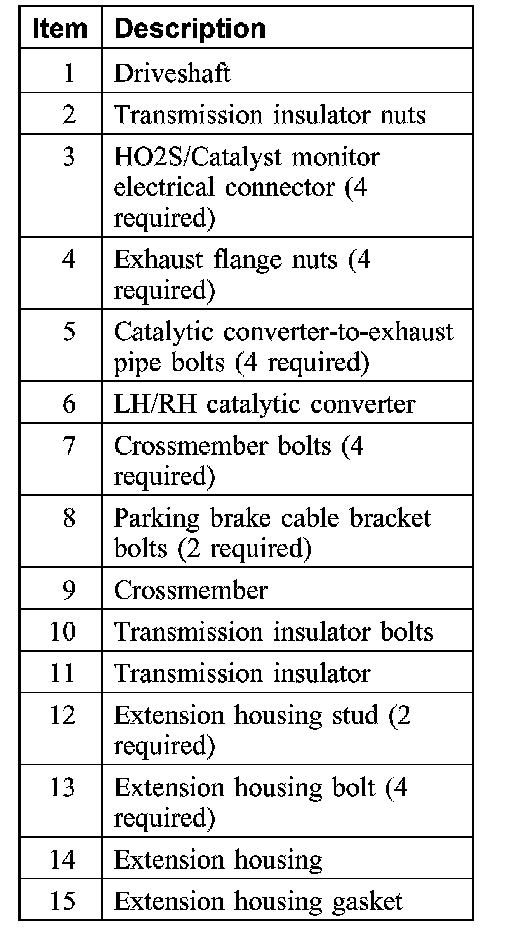 Item Description
1 Driveshaft
2 Transmission insulator nuts
3 HO2S/Catalyst monitor
electrical connector (4
required)
4 Exhaust flange nuts (4
required)
5 Catalytic converter-to-exhaust
pipe bolts (4 required)
6 LH/RH catalytic converter
7 Crossmember bolts (4
required)
8 Parking brake cable bracket
bolts (2 required)
9 Crossmember
10 Transmission insulator bolts
11 Transmission insulator
12 Extension housing stud (2
required)
13 Extension housing bolt (4
required)
14 Extension housing
15 Extension housing gasket